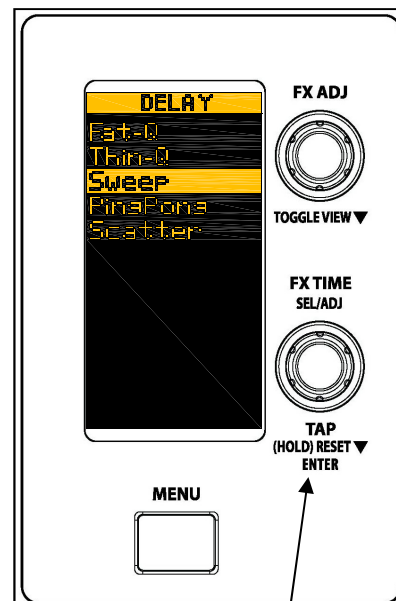 DELAY
Fat-Q
Thin-Q
Sweep
PingPong
Scatter
FX ADJ
TOGGLE VIEW ▼
FX TIME
SEL/ADJ
TAP
(HOLD) RESET ▼
ENTER
MENU